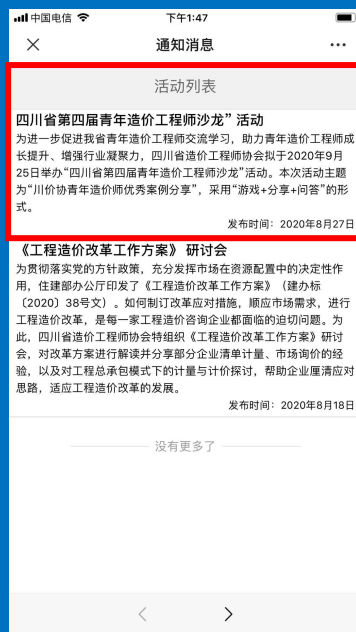 中国电信 下午1:47
通知消息
活动列表
四川省第四届青年造价工程师沙龙” 活动
为进一步促进我省青年造价工程师交流学习，助力青年造价工程师成
长提升、增强行业凝聚力，四川省造价工程师协会拟于2020年9月
25日举办“四川省第四届青年造价工程师沙龙”活动。本次活动主题
为“川价协青年造价师优秀案例分享”，采用“游戏+分享+问答”的形
式。
发布时间：2020年8月27日
《工程造价改革工作方案》 研讨会
为贯彻落实党的方针政策，充分发挥市场在资源配置中的决定性作
用，住建部办公厅印发了《工程造价改革工作方案》（建办标
〔2020〕38号文）。如何制订改革应对措施，顺应市场需求，进行
工程造价改革，是每一家工程造价咨询企业都面临的迫切问题。为
此，四川省造价工程师协会特组织《工程造价改革工作方案》研讨
会，对改革方案进行解读并分享部分企业清单计量、市场询价的经
验，以及对工程总承包模式下的计量与计价探讨，帮助企业厘清应对
思路，适应工程造价改革的发展。
发布时间：2020年8月18日
没有更多了